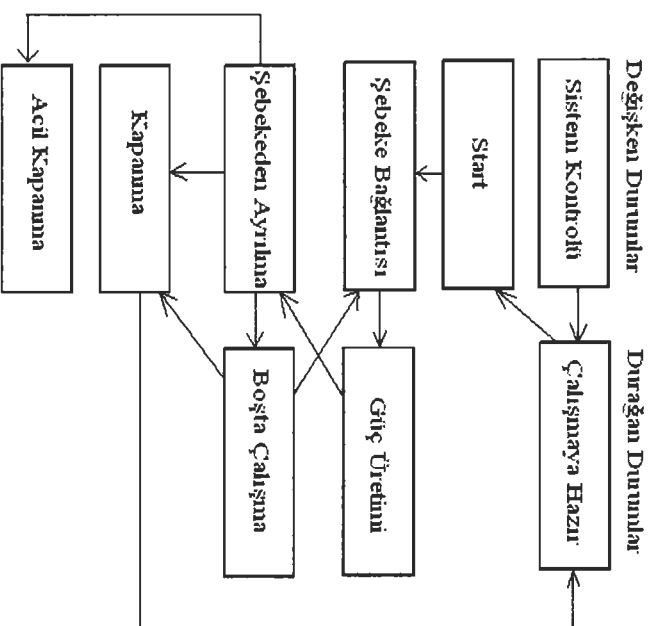 Değişken Durumlar
Durağan Durumlar
Sistem Kontrolü
Çalışmaya Hazır
Start
Şebeke Bağlantısı
Güç Üretimi
Şebekeden Ayrılma
Boşta Çalışma
Kapanma
Acil Kapanma